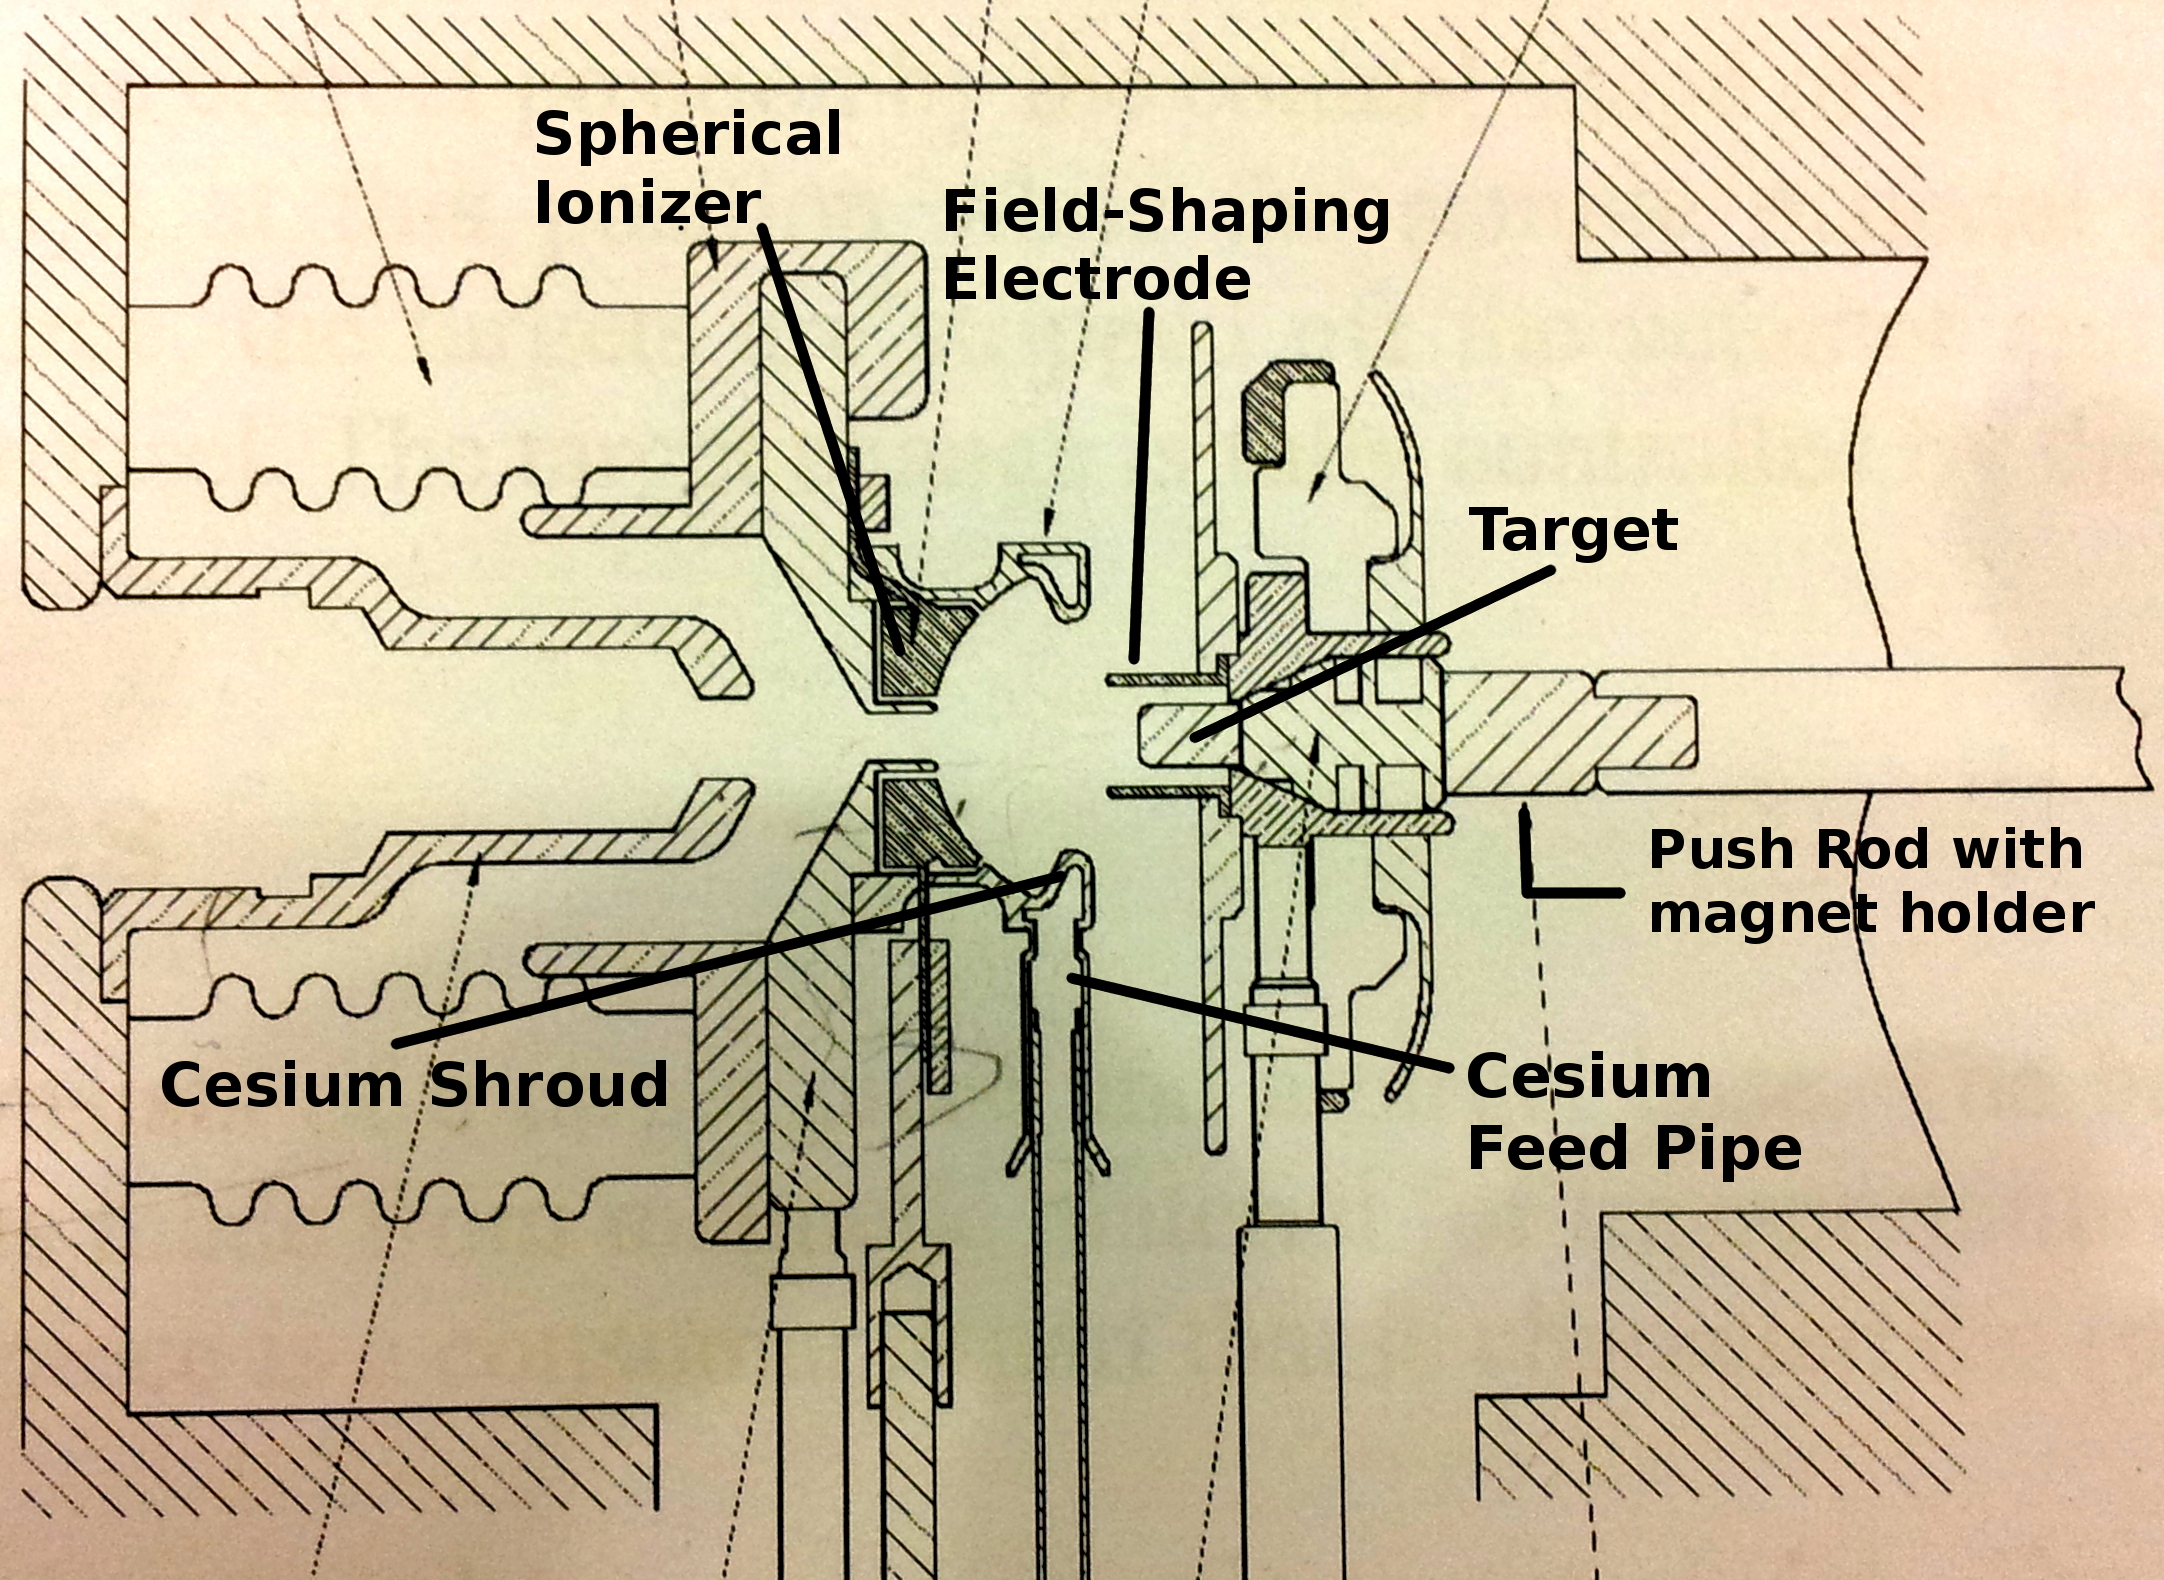 Spherical
Ionizer
Field-Shaping
Electrode
Target
Push Rod with
magnet holder
Cesium Shroud
Cesium
Feed Pipe